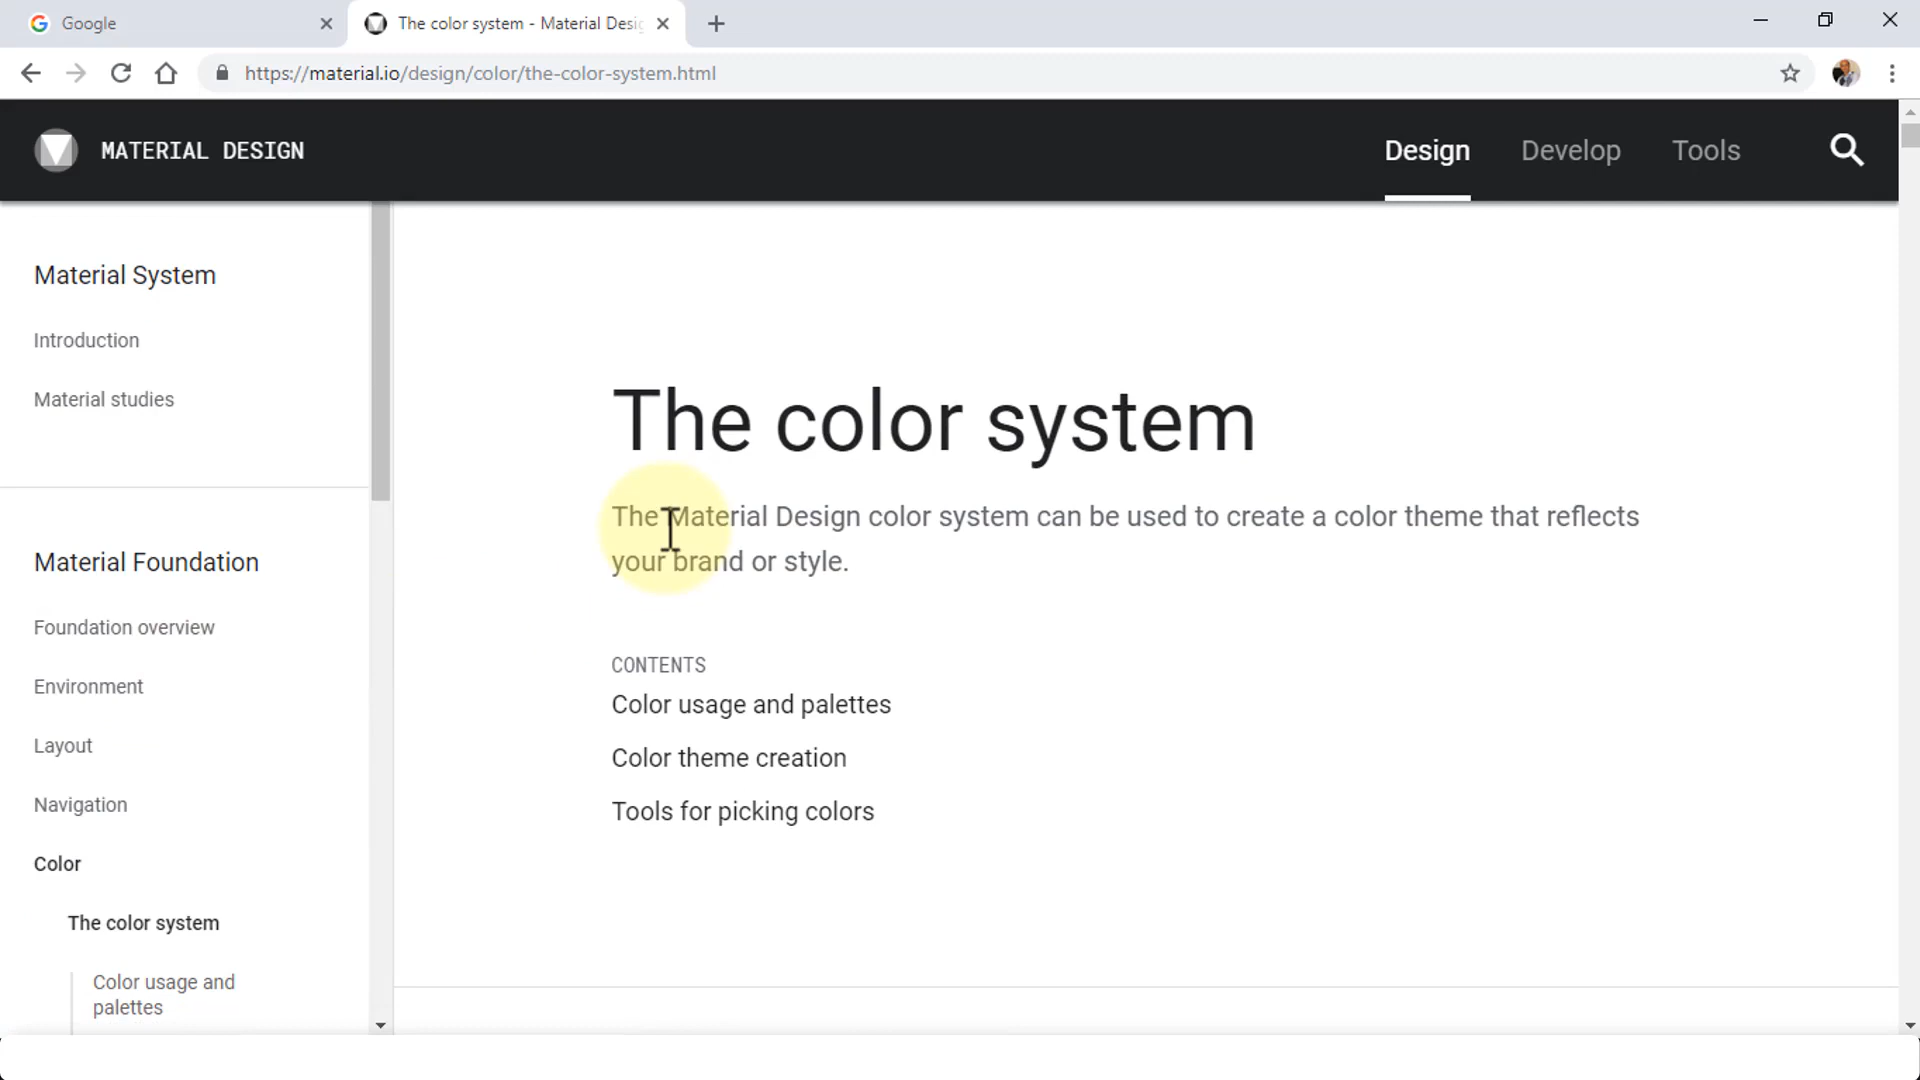 Google
The color system - Material Desi
https://material.io/design/color/the-color-system.html
MATERIAL DESIGN
Design
Develop
Tools
Material System
Introduction
Material studies
Material Foundation
Foundation overview
Environment
Layout
Navigation
Color
The color system
Color usage and
palettes
The color system
The Material Design color system can be used to create a color theme that reflects
your brand or style.
CONTENTS
Color usage and palettes
Color theme creation
Tools for picking colors